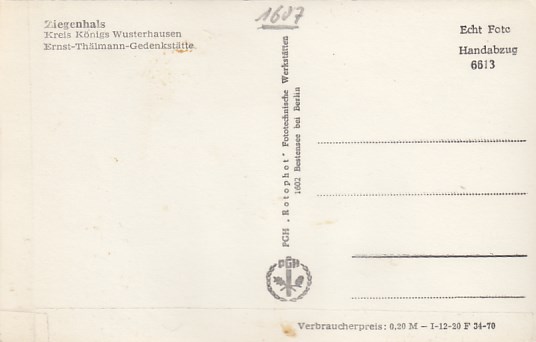 Ziegenhals
Kreis Königs Wusterhausen
Ernst-Thälmann-Gedenkstätte
1607
PGH „Rotophot“ Fototechnische Werkstätten
1602 Bestensee bei Berlin
PGH
Echt Foto
Handabzug
6613
Verbraucherpreis: 0,20 M – I-12-20 F 34-70